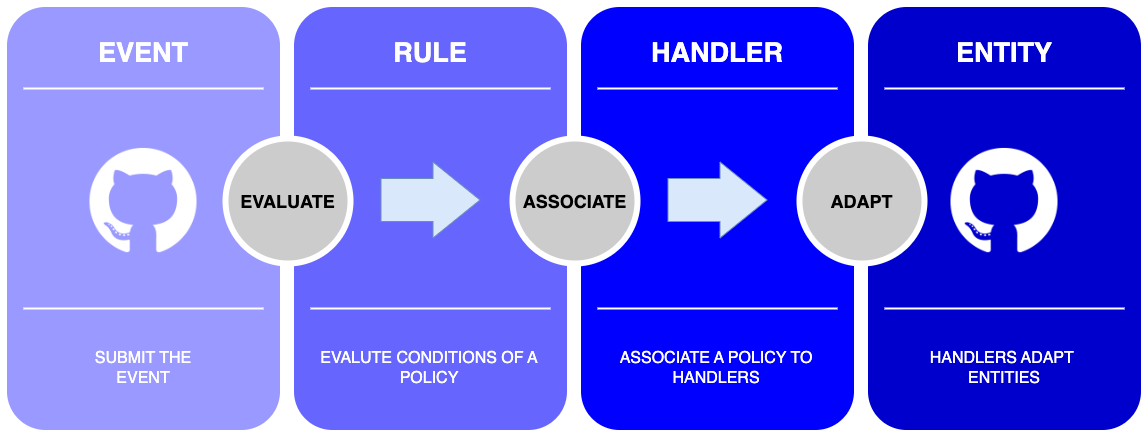 EVENT
RULE
HANDLER
ENTITY
EVALUATE
ASSOCIATE
ADAPT
SUBMIT THE
EVENT
EVALUTE CONDITIONS OF A
POLICY
ASSOCIATE A POLICY TO
HANDLERS
HANDLERS ADAPT
ENTITIES